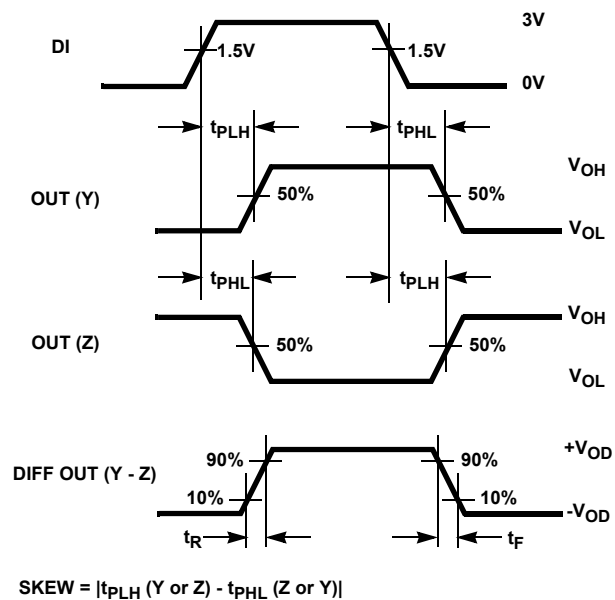 3V
DI
1.5V
1.5V
0V
tPLH
tPHL
VOH
OUT (Y)
50%
50%
VOL
tPHL
tPLH
VOH
OUT (Z)
50%
50%
VOL
+VOD
90%
90%
DIFF OUT (Y - Z)
10%
10%
-VOD
tR
tF
SKEW = |tPLH (Y or Z) - tPHL (Z or Y)|